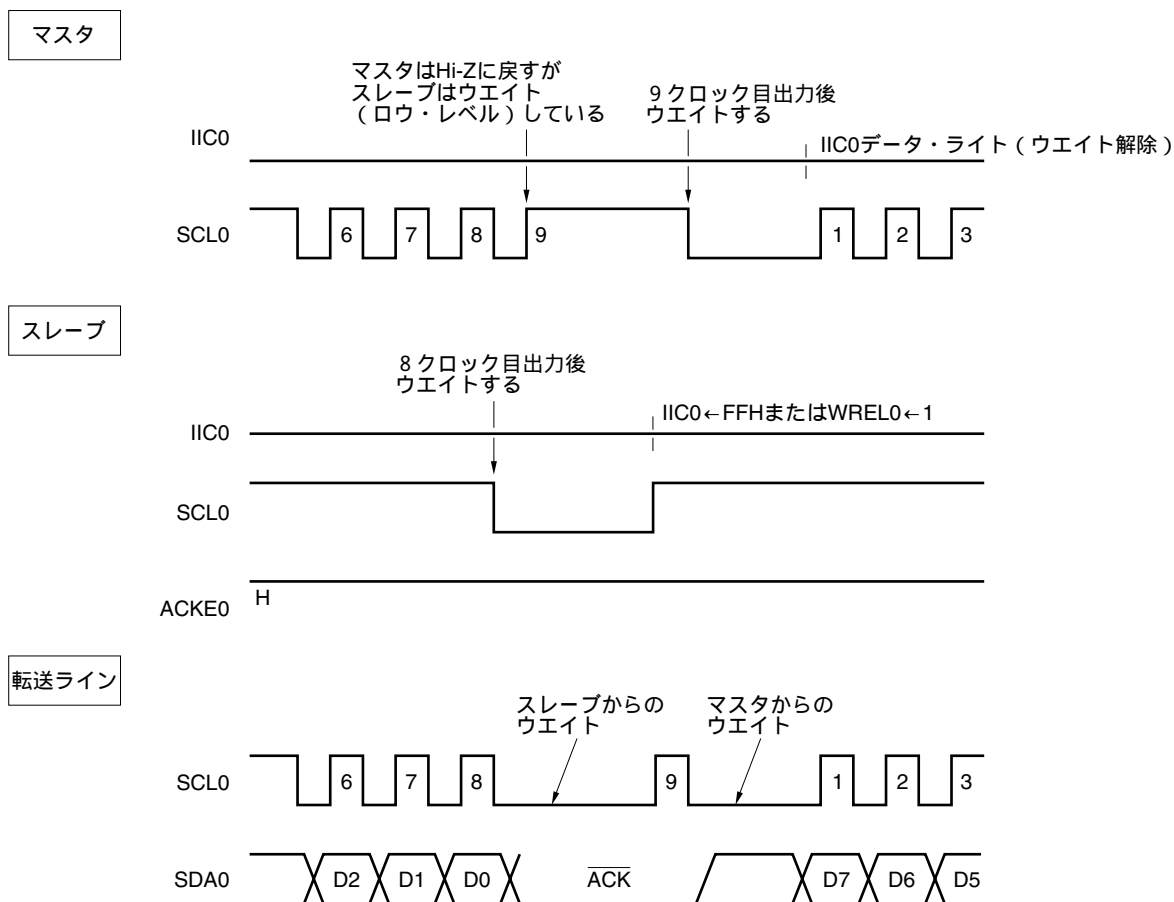 マスタ
マスタはHi-Zに戻すが
スレーブはウエイト
(ロウ・レベル)している
9クロック目出力後
ウエイトする
IIC0
IIC0データ・ライト(ウエイト解除)
SCL0
6
7
8
9
1
2
3
スレーブ
8クロック目出力後
ウエイトする
IIC0
IIC0←FFHまたはWREL0←1
SCL0
ACKE0
H
転送ライン
スレーブからの
ウエイト
マスタからの
ウエイト
SCL0
6
7
8
9
1
2
3
SDA0
D2
D1
D0
ACK
D7
D6
D5